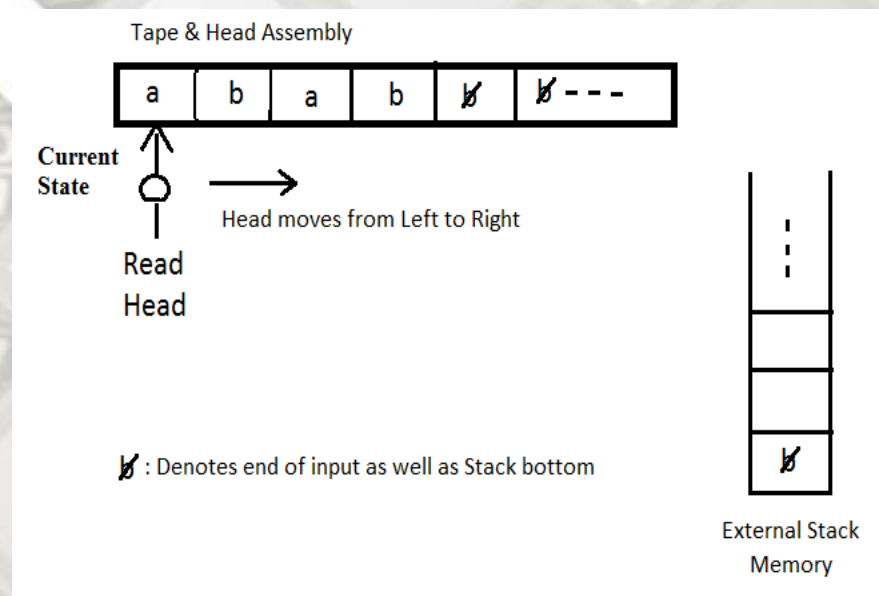 Tape & Head Assembly
a b a b b̸ b̸ - - -
Current
State
Head moves from Left to Right
Read
Head
b̸
b̸ : Denotes end of input as well as Stack bottom
External Stack
Memory